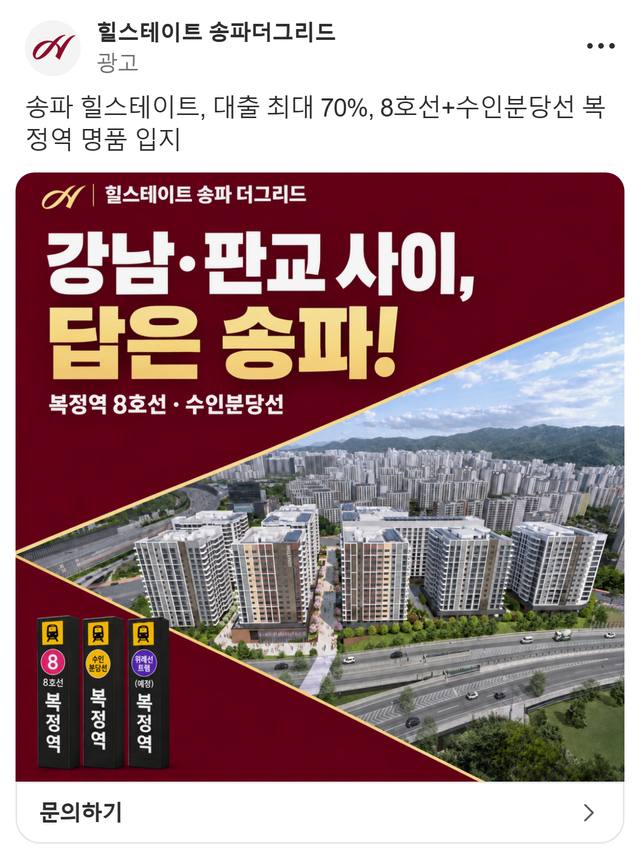 힐스테이트 송파더그리드
광고
송파 힐스테이트, 대출 최대 70%, 8호선+수인분당선 복
정역 명품 입지
힐스테이트 송파 더그리드
강남·판교 사이,
답은 송파!
복정역 8호선 · 수인분당선
8
8호선
복정역
수인
분당선
복정역
위례선
트램
(예정)
복정역
문의하기